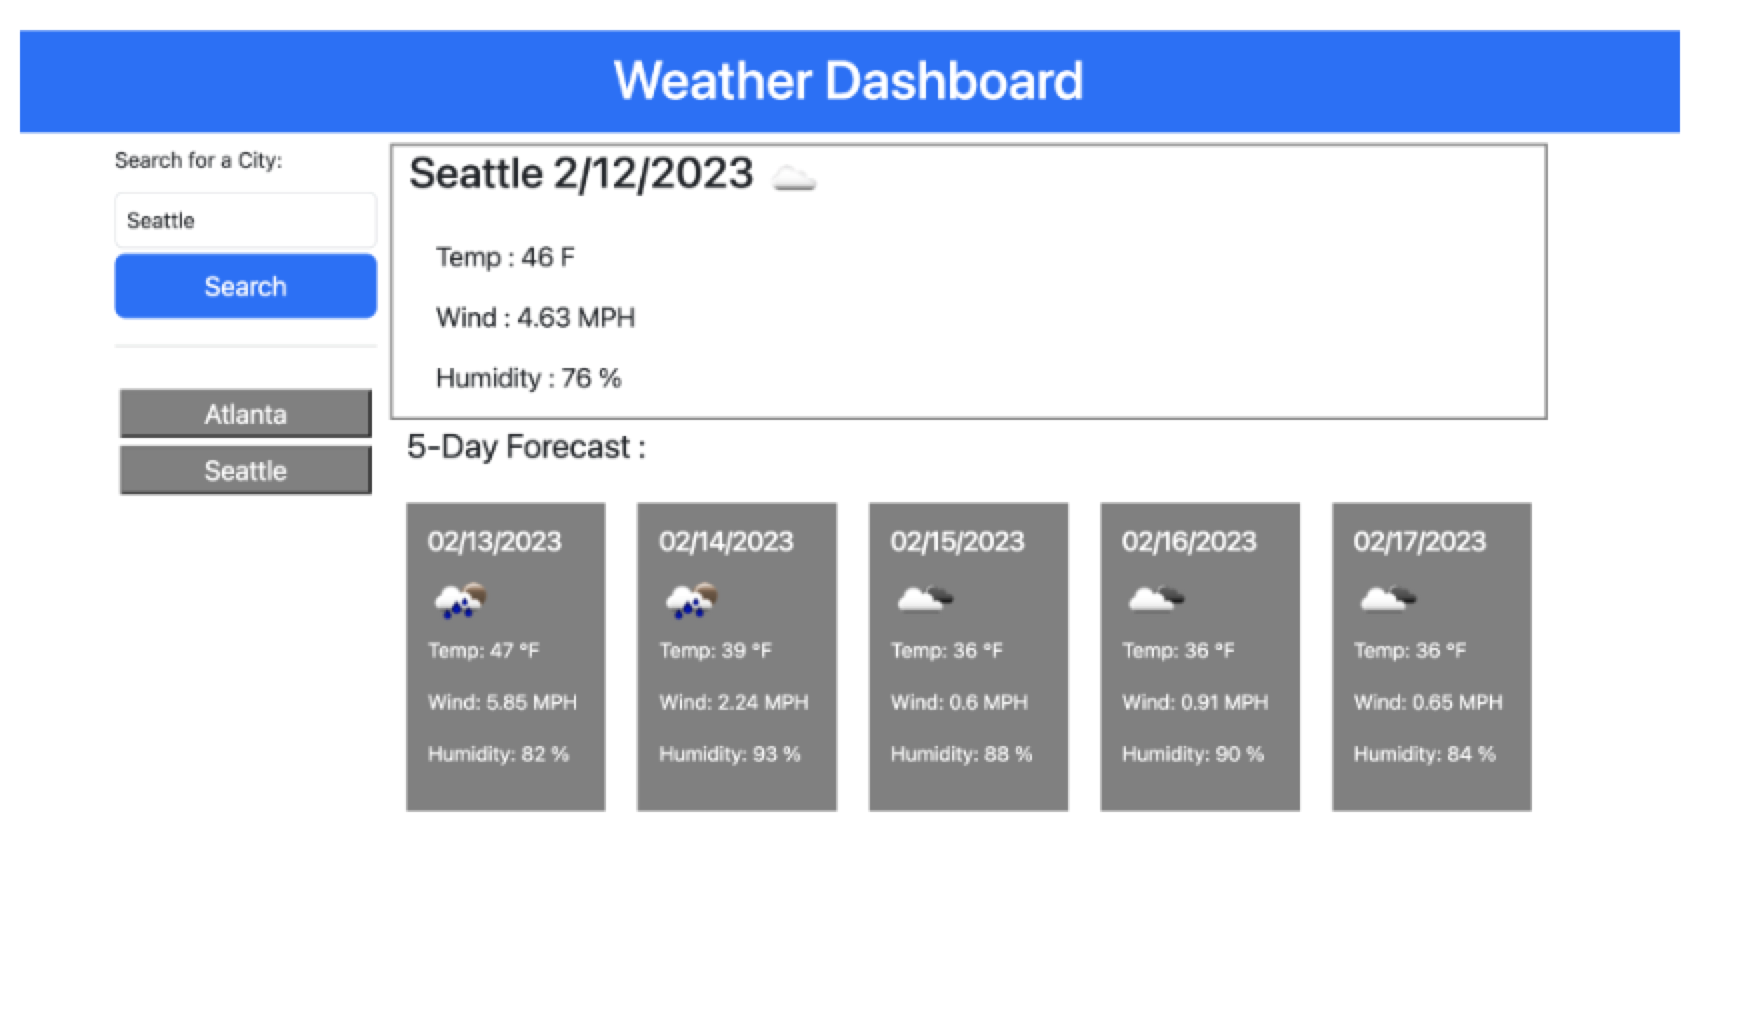 Weather Dashboard
Search for a City:
Seattle
Search
Atlanta
Seattle
Seattle 2/12/2023
Temp : 46 F
Wind : 4.63 MPH
Humidity : 76 %
5-Day Forecast :
02/13/2023
Temp: 47 °F
Wind: 5.85 MPH
Humidity: 82 %
02/14/2023
Temp: 39 °F
Wind: 2.24 MPH
Humidity: 93 %
02/15/2023
Temp: 36 °F
Wind: 0.6 MPH
Humidity: 88 %
02/16/2023
Temp: 36 °F
Wind: 0.91 MPH
Humidity: 90 %
02/17/2023
Temp: 36 °F
Wind: 0.65 MPH
Humidity: 84 %